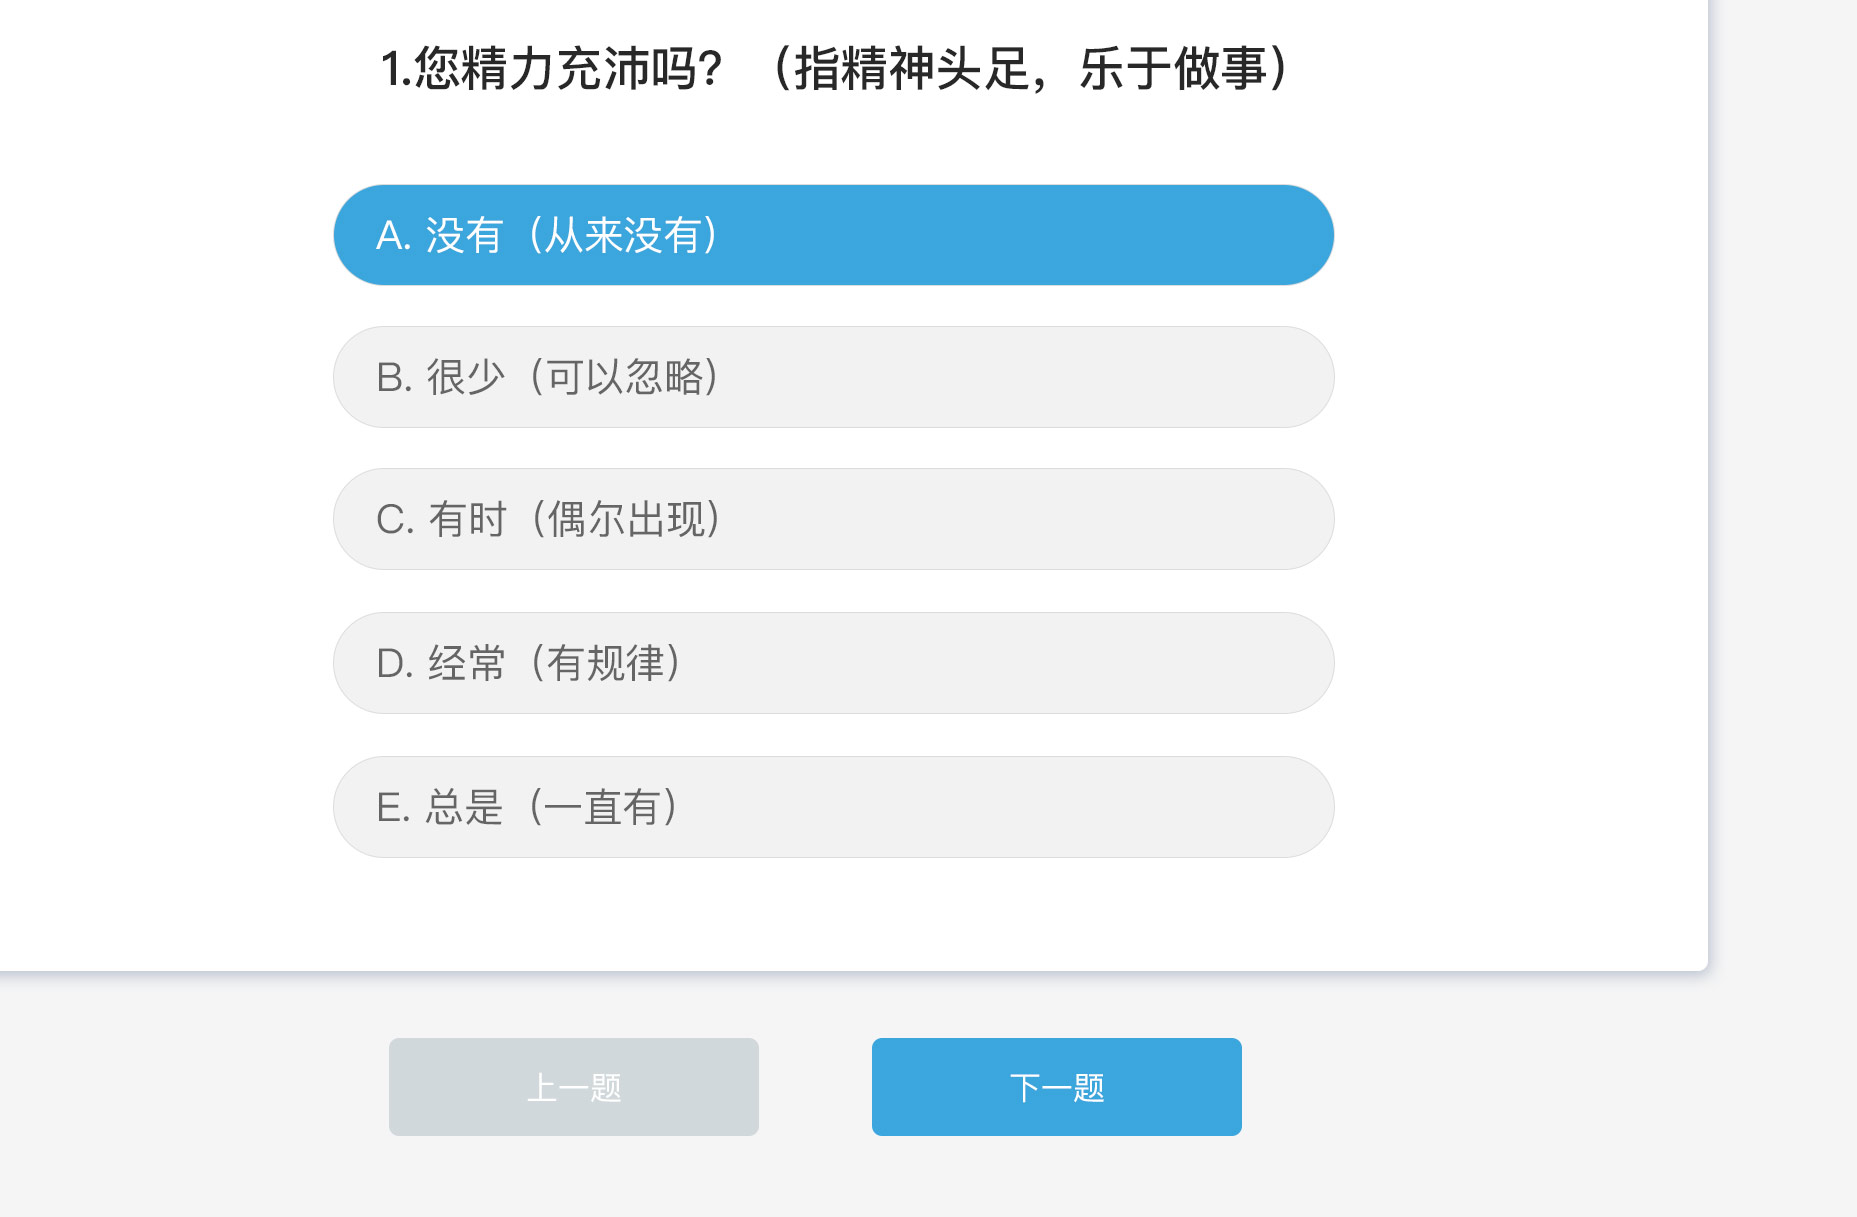 1.您精力充沛吗？（指精神头足，乐于做事）
A. 没有（从来没有）
B. 很少（可以忽略）
C. 有时（偶尔出现）
D. 经常（有规律）
E. 总是（一直有）
上一题
下一题